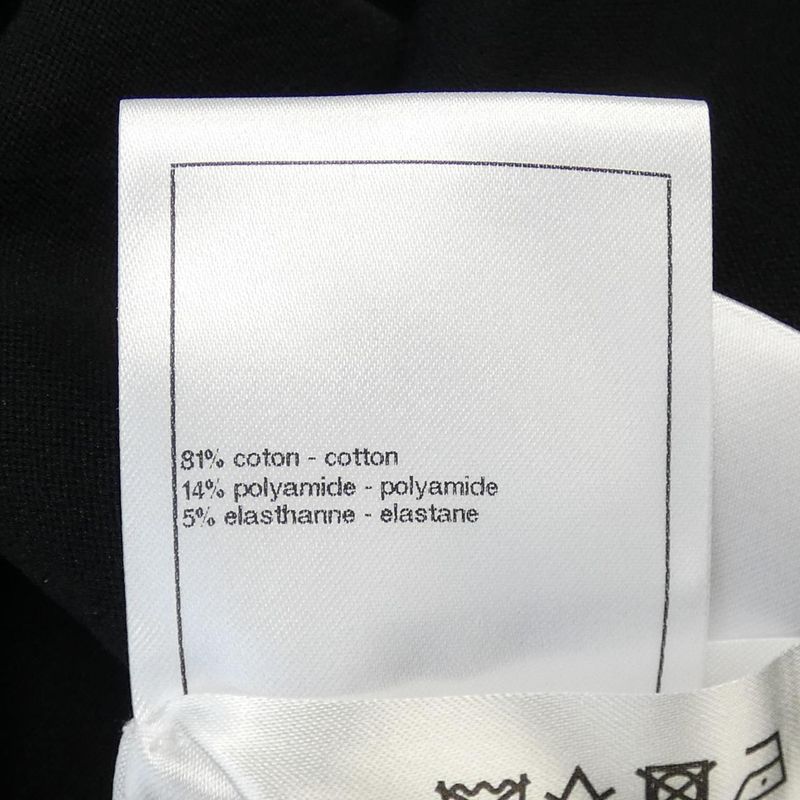 81% coton - cotton
14% polyamide - polyamide
5% elasthanne - elastane